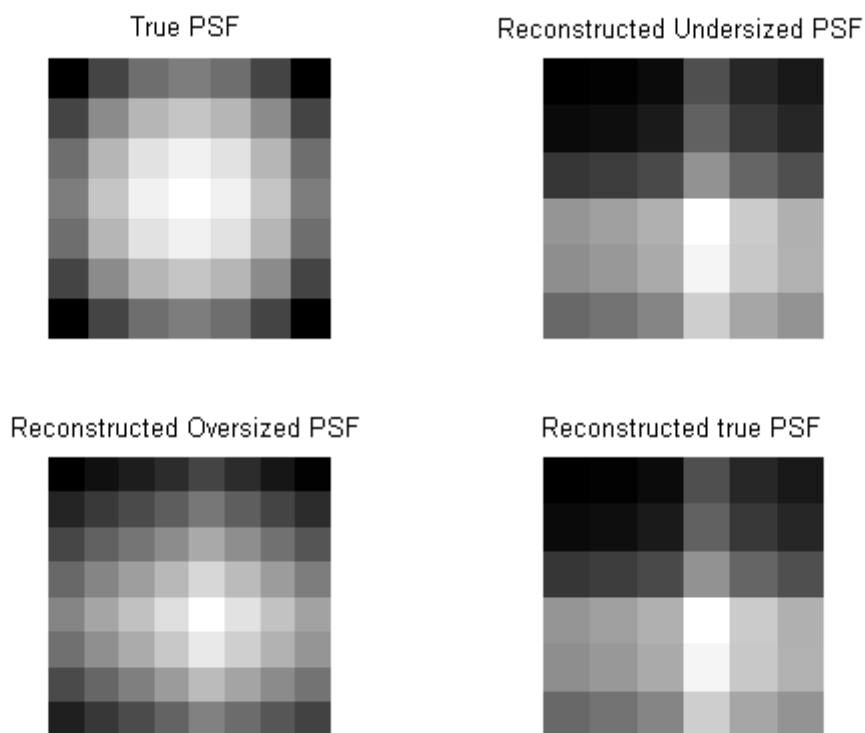 True PSF
Reconstructed Undersized PSF
Reconstructed Oversized PSF
Reconstructed true PSF